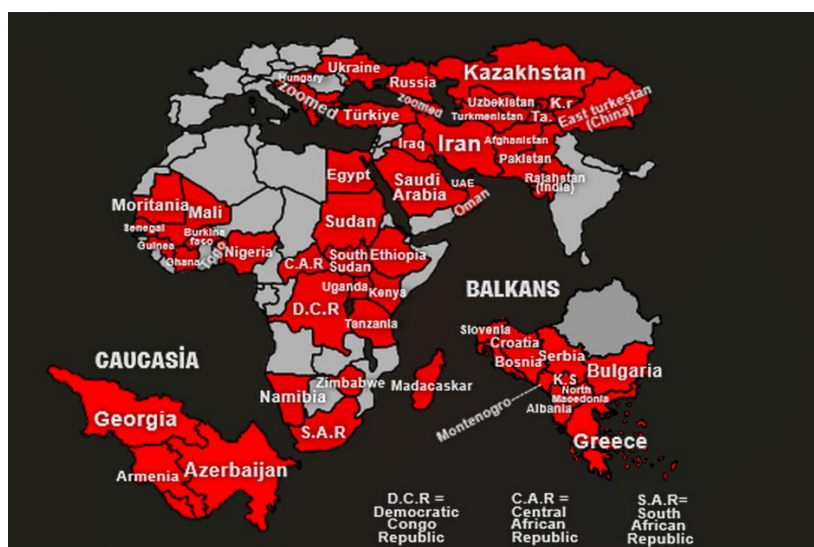 Hungary
Ukraine
Russia
Kazakhstan
zoomed
zoomed
Türkiye
Uzbekistan
K.r
Turkmenistan
Ta.
East turkestan
(China)
Iraq
Iran
Afghanistan
Pakistan
Rajahstan
(India)
Egypt
Saudi
Arabia
UAE
Oman
Moritania
Mali
Senegal
Burkina
faso
Guinea
Ghana
Togo
Nigeria
Sudan
C.A.R
South
Sudan
Ethiopia
Uganda
Kenya
D.C.R
Tanzania
Namibia
Zimbabwe
Madacaskar
S.A.R
BALKANS
Slovenia
Croatia
Bosnia
Serbia
Bulgaria
K.S
North
Macedonia
Montenogro
Albania
Greece
CAUCASİA
Georgia
Armenia
Azerbaijan
D.C.R =
Democratic
Congo
Republic
C.A.R =
Central
African
Republic
S.A.R=
South
African
Republic